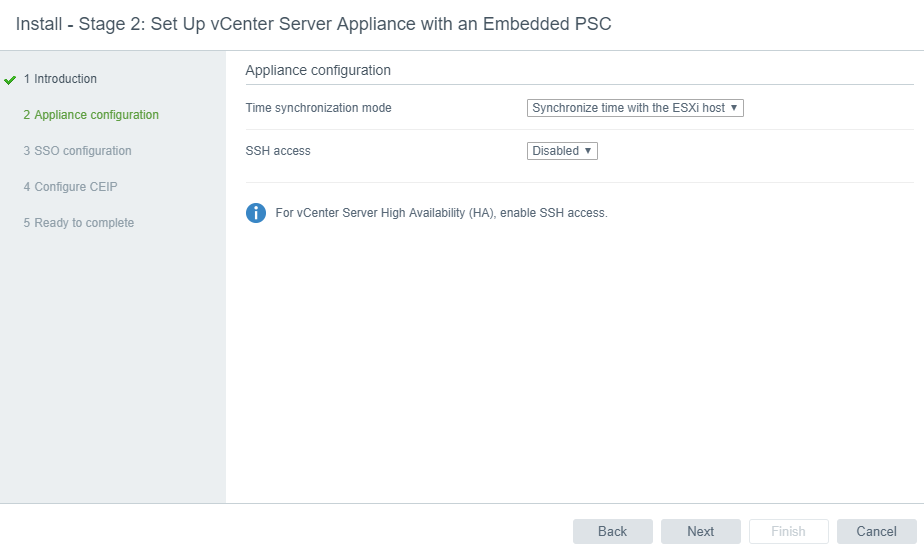 Install - Stage 2: Set Up vCenter Server Appliance with an Embedded PSC
1 Introduction
2 Appliance configuration
3 SSO configuration
4 Configure CEIP
5 Ready to complete
Appliance configuration
Time synchronization mode Synchronize time with the ESXi host
SSH access Disabled
For vCenter Server High Availability (HA), enable SSH access.
Back Next Finish Cancel